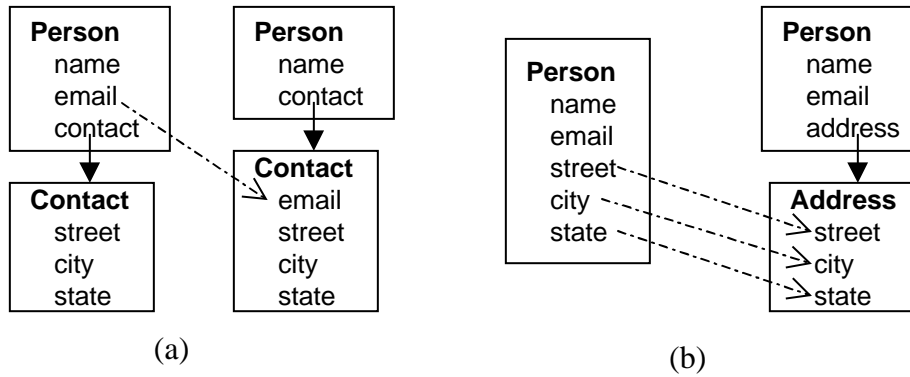 Person
name
email
contact
Contact
street
city
state
Person
name
contact
Contact
email
street
city
state
(a)
Person
name
email
street
city
state
Person
name
email
address
Address
street
city
state
(b)